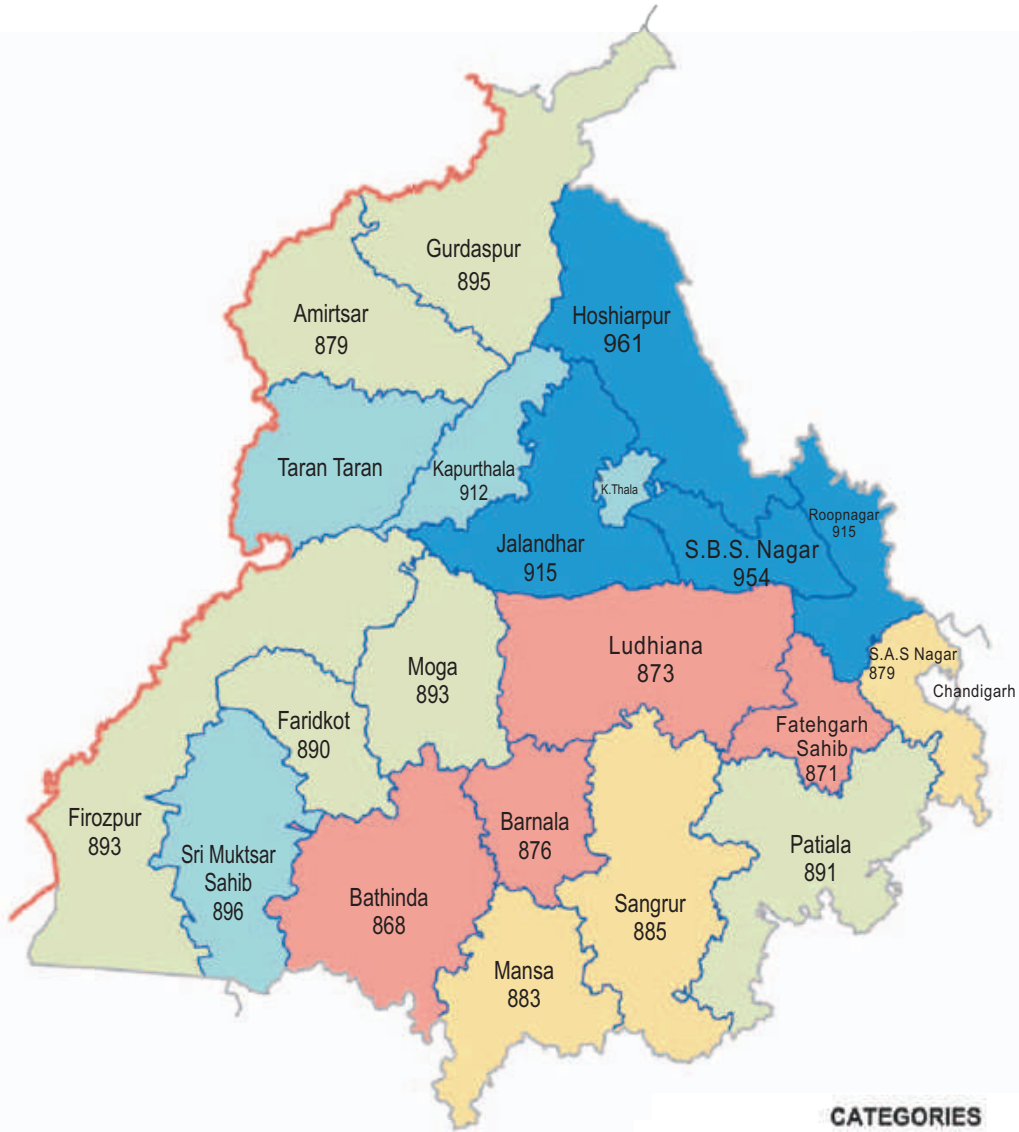 Gurdaspur
895
Amirtsar
879
Hoshiarpur
961
Taran Taran
Kapurthala
912
K.Thala
Roopnagar
915
Jalandhar
915
S.B.S. Nagar
954
Ludhiana
873
S.A.S Nagar
879
Chandigarh
Moga
893
Faridkot
890
Fatehgarh
Sahib
871
Firozpur
893
Barnala
876
Patiala
891
Sri Muktsar
Sahib
896
Bathinda
868
Sangrur
885
Mansa
883
CATEGORIES